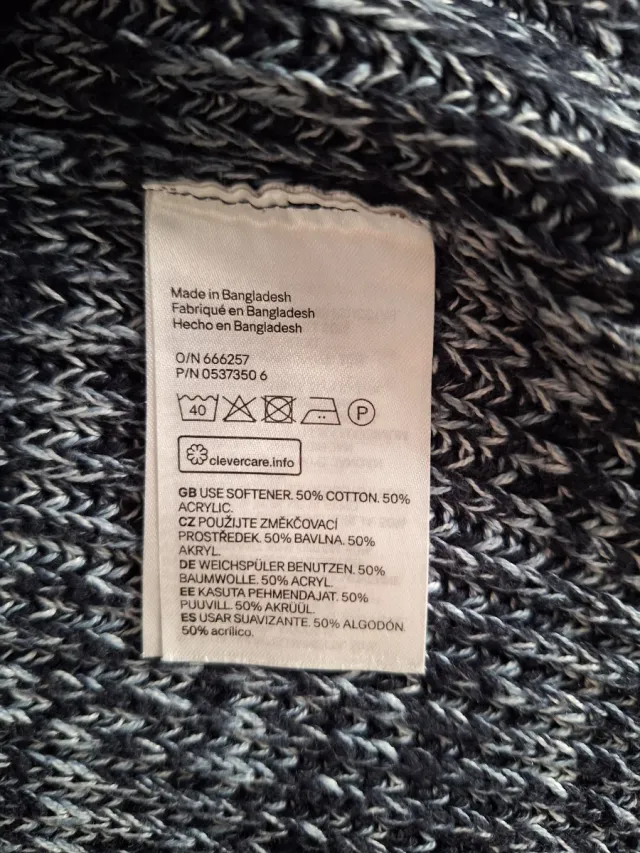 Made in Bangladesh
Fabriqué en Bangladesh
Hecho en Bangladesh
O/N 666257
P/N 0537350 6
40 P
clevercare.info
GB USE SOFTENER. 50% COTTON. 50%
ACRYLIC.
CZ POUŽIJTE ZMĚKČOVACÍ
PROSTŘEDEK. 50% BAVLNA. 50%
AKRYL.
DE WEICHSPÜLER BENUTZEN. 50%
BAUMWOLLE. 50% ACRYL.
EE KASUTA PEHMENDAJAT. 50%
PUUVILL. 50% AKRÜÜL.
ES USAR SUAVIZANTE. 50% ALGODÓN.
50% acrílico.